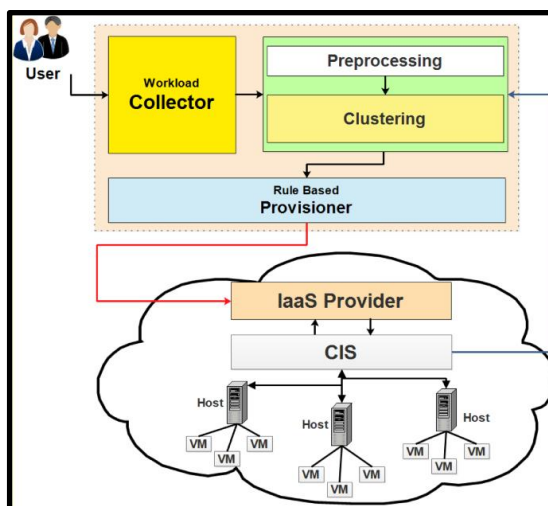 User
Workload
Collector
Preprocessing
Clustering
Rule Based
Provisioner
IaaS Provider
CIS
Host
Host
Host
VM
VM
VM
VM
VM
VM
VM
VM
VM